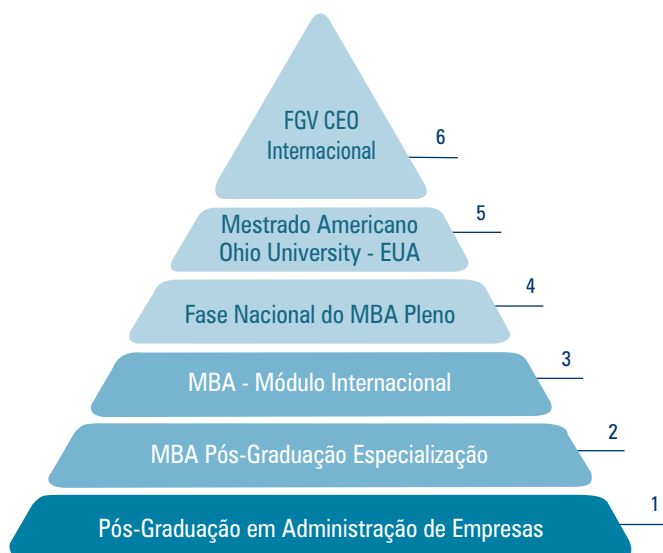 FGV CEO
Internacional
6
Mestrado Americano
Ohio University - EUA
5
Fase Nacional do MBA Pleno
4
MBA - Módulo Internacional
3
MBA Pós-Graduação Especialização
2
Pós-Graduação em Administração de Empresas
1